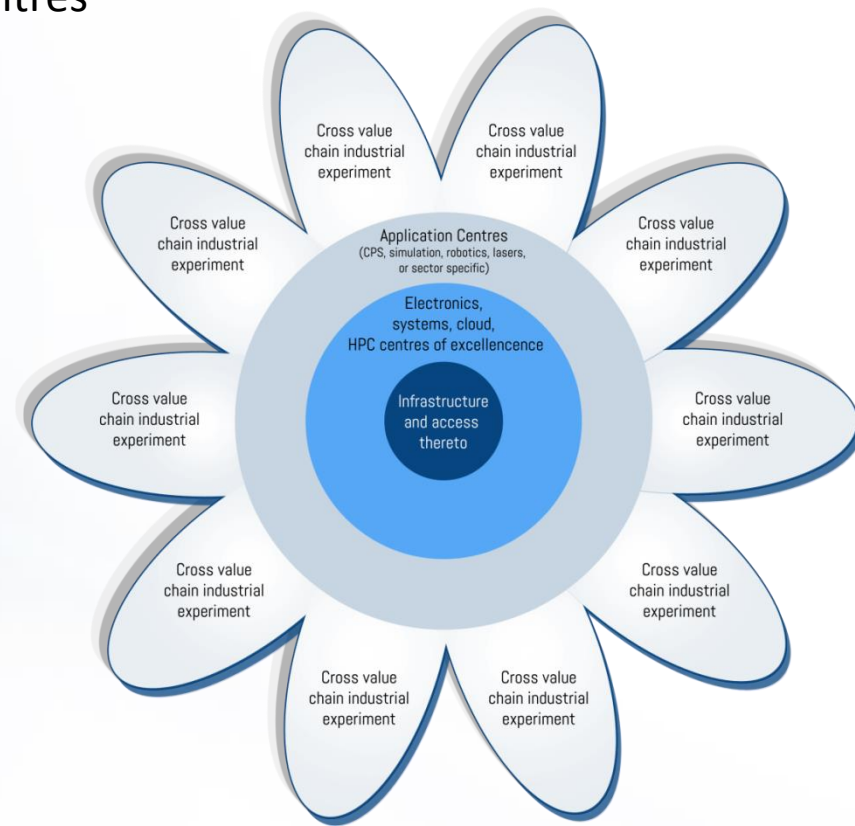 Cross value
chain industrial
experiment
Cross value
chain industrial
experiment
Cross value
chain industrial
experiment
Cross value
chain industrial
experiment
Application Centres
(CPS, simulation, robotics, lasers,
or sector specific)
Electronics,
systems, cloud,
HPC centres of excellencence
Cross value
chain industrial
experiment
Infrastructure
and access
thereto
Cross value
chain industrial
experiment
Cross value
chain industrial
experiment
Cross value
chain industrial
experiment
Cross value
chain industrial
experiment
Cross value
chain industrial
experiment